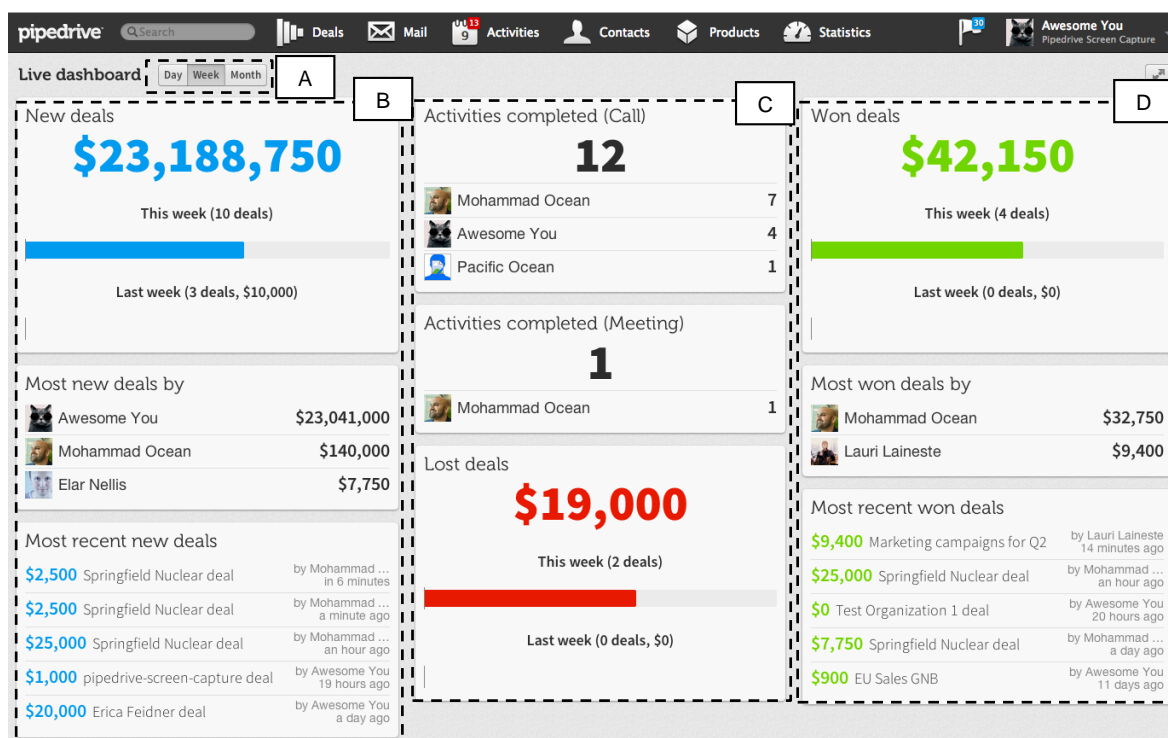 pipedrive Search Deals Mail 9 13 Activities Contacts Products Statistics 30 Awesome You
Pipedrive Screen Capture
Live dashboard Day Week Month A
B
New deals
$23,188,750
This week (10 deals)
Last week (3 deals, $10,000)
Most new deals by
Awesome You $23,041,000
Mohammad Ocean $140,000
Elar Nellis $7,750
Most recent new deals
$2,500 Springfield Nuclear deal by Mohammad ...
in 6 minutes
$2,500 Springfield Nuclear deal by Mohammad ...
a minute ago
$25,000 Springfield Nuclear deal by Mohammad ...
an hour ago
$1,000 pipedrive-screen-capture deal by Awesome You
19 hours ago
$20,000 Erica Feidner deal by Awesome You
a day ago
C
Activities completed (Call)
12
Mohammad Ocean 7
Awesome You 4
Pacific Ocean 1
Activities completed (Meeting)
1
Mohammad Ocean 1
Lost deals
$19,000
This week (2 deals)
Last week (0 deals, $0)
D
Won deals
$42,150
This week (4 deals)
Last week (0 deals, $0)
Most won deals by
Mohammad Ocean $32,750
Lauri Laineste $9,400
Most recent won deals
$9,400 Marketing campaigns for Q2 by Lauri Laineste
14 minutes ago
$25,000 Springfield Nuclear deal by Mohammad ...
an hour ago
$0 Test Organization 1 deal by Awesome You
20 hours ago
$7,750 Springfield Nuclear deal by Mohammad ...
a day ago
$900 EU Sales GNB by Awesome You
11 days ago